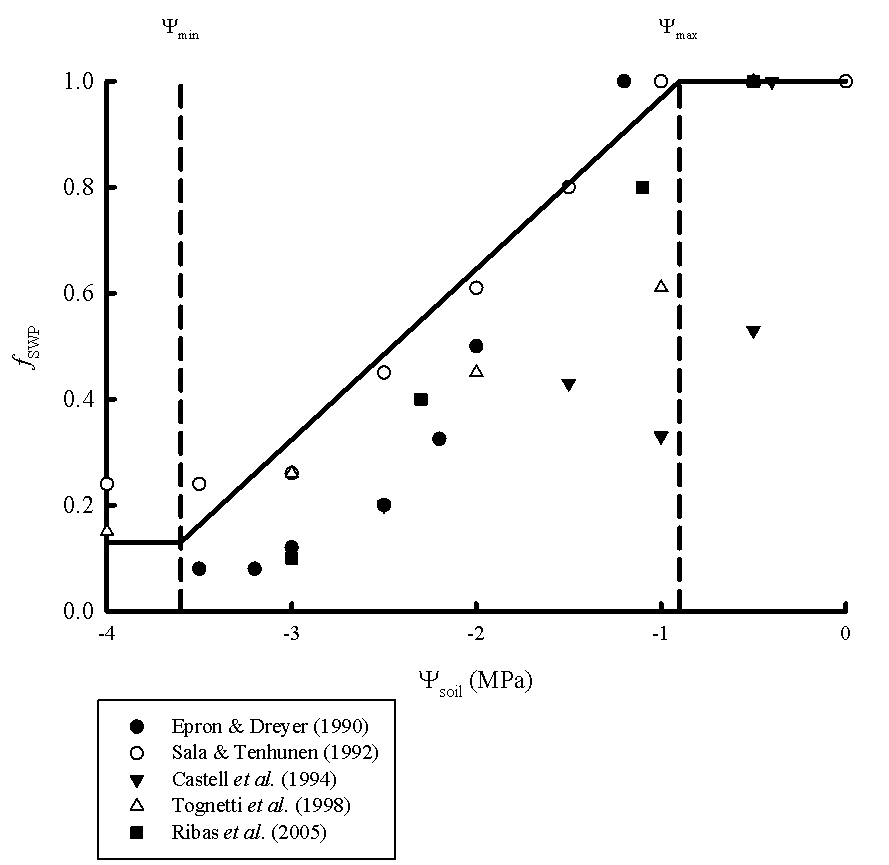 Ψmin Ψmax
1.0
0.8
0.6
0.4
0.2
0.0
fSWP
-4 -3 -2 -1 0
Ψsoil (MPa)
Epron & Dreyer (1990)
Sala & Tenhunen (1992)
Castell et al. (1994)
Tognetti et al. (1998)
Ribas et al. (2005)